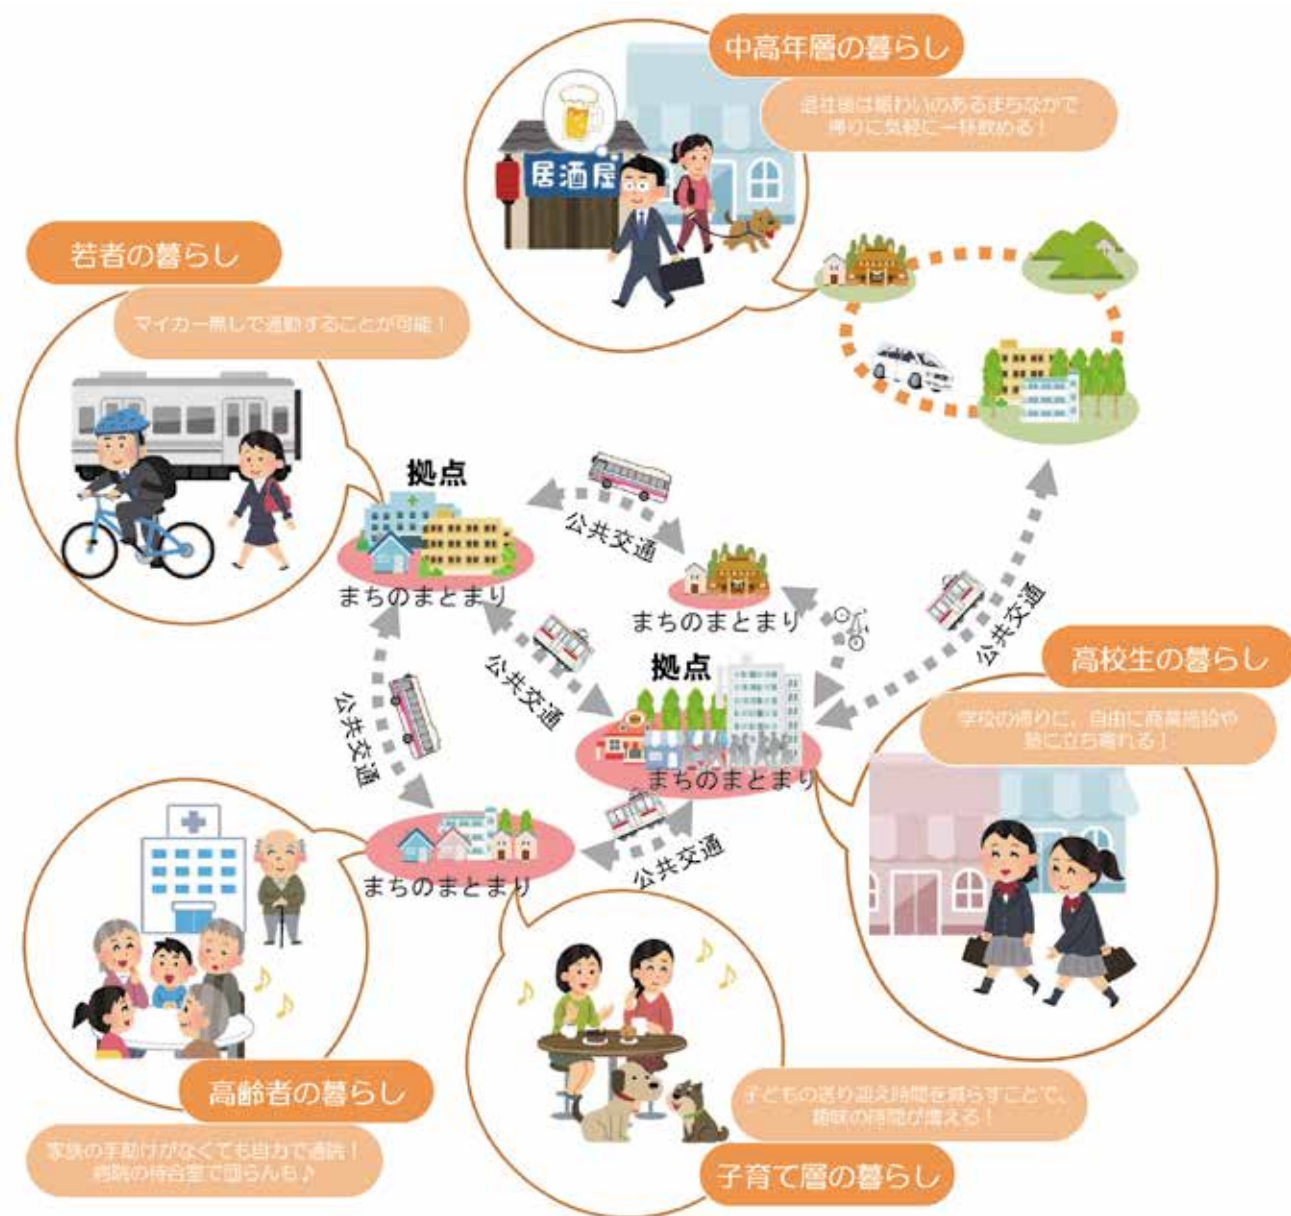 中高年層の暮らし
退社後は賑わいのあるまちなかで
帰りに気軽に一杯飲める！
居酒屋
若者の暮らし
マイカー無しで通勤することが可能！
拠点
まちのまとまり
公共交通
まちのまとまり
公共交通
公共交通
公共交通
拠点
まちのまとまり
高校生の暮らし
学校の帰りに、自由に商業施設や
塾に立ち寄れる！
まちのまとまり
公共交通
高齢者の暮らし
家族の手助けがなくても自力で通院！
病院の待合室で団らんも♪
子どもの送り迎え時間を減らすことで、
趣味の時間が増える！
子育て層の暮らし